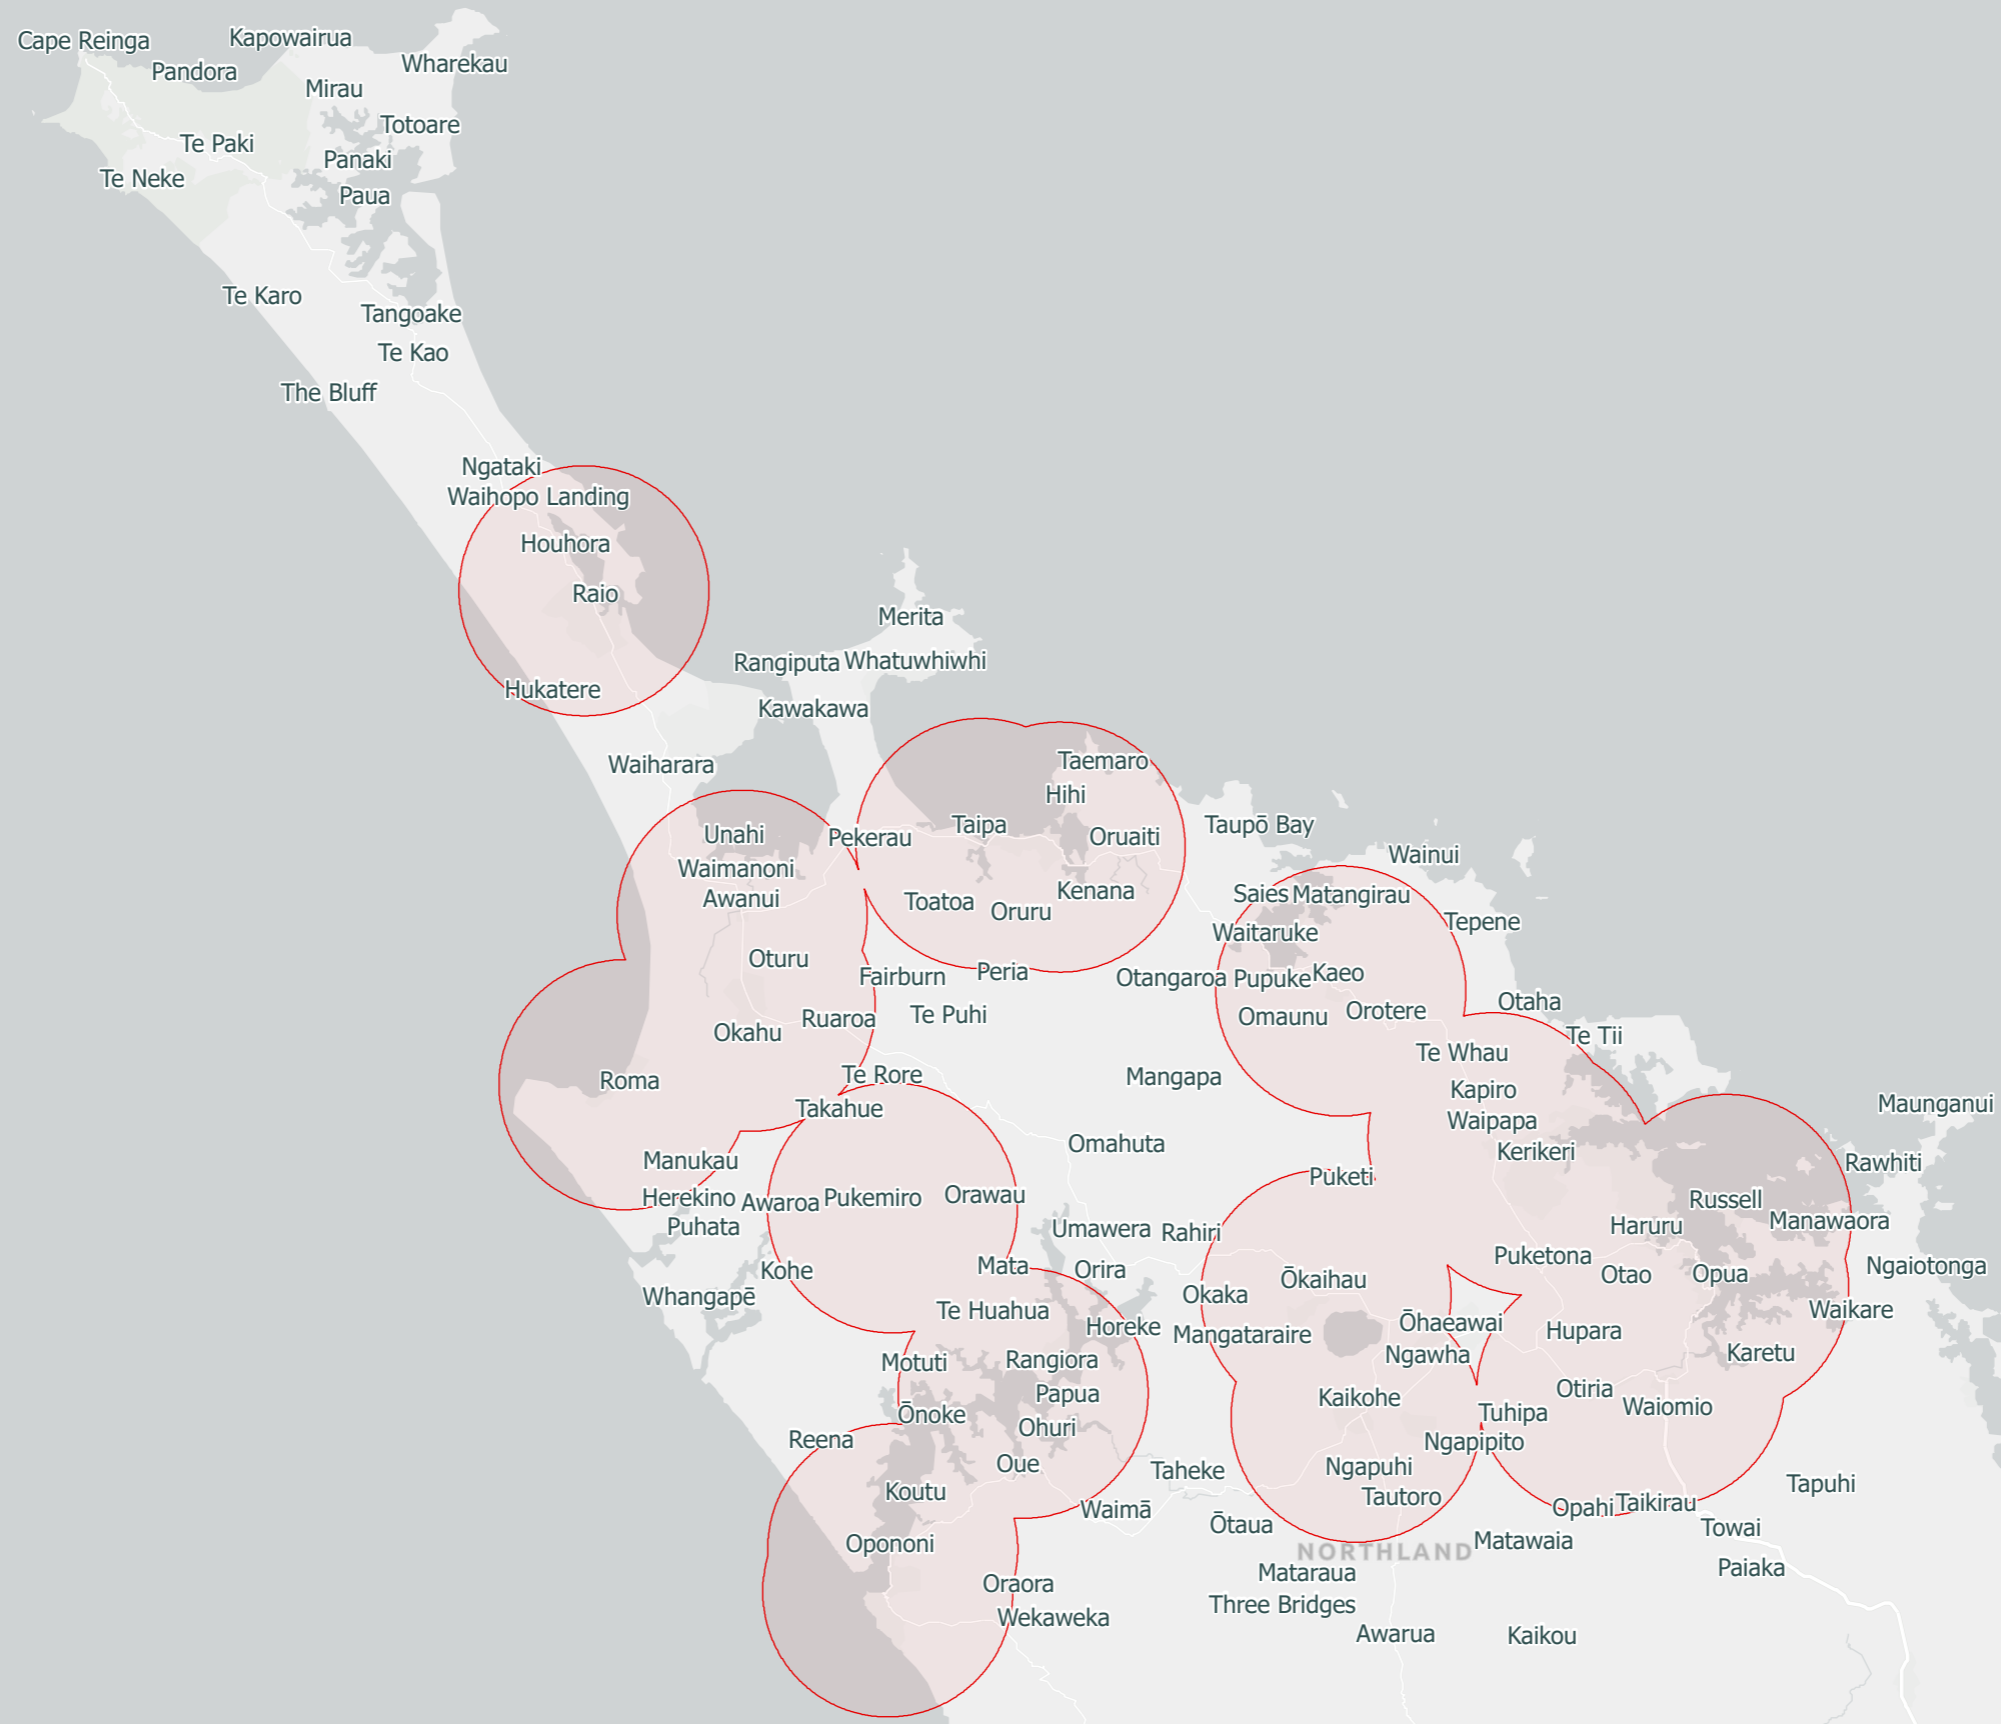 Cape Reinga
Kapowairua
Wharekau
Pandora
Mirau
Totoare
Te Paki
Panaki
Te Neke
Paua
Te Karo
Tangoake
Te Kao
The Bluff
Ngataki
Waihopo Landing
Houhora
Raio
Merita
Rangiputa
Whatuwhiwhi
Hukatere
Kawakawa
Waiharara
Taemaro
Hihi
Unahi
Pekerau
Taipa
Oruaiti
Taupō Bay
Wainui
Waimanoni
Awanui
Toatoa
Oruru
Kenana
Saies
Matangirau
Tepene
Waitaruke
Oturu
Fairburn
Peria
Otangaroa
Pupuke
Kaeo
Okahu
Ruaroa
Te Puhi
Omaunu
Orotere
Otaha
Te Tii
Te Whau
Roma
Te Rore
Mangapa
Kapiro
Takahue
Waipapa
Maunganui
Omahuta
Kerikeri
Manukau
Rawhiti
Puketi
Herekino
Awaroa
Pukemiro
Orawau
Russell
Puhata
Umawera
Rahiri
Haruru
Manawaora
Kohe
Mata
Orira
Ōkaihau
Puketona
Otao
Opua
Ngaiotonga
Whangapē
Te Huahua
Okaka
Horeke
Mangataraire
Ōhaeawai
Hupara
Waikare
Motuti
Rangiora
Ngawha
Karetu
Papua
Kaikohe
Otiria
Ōnoke
Ohuri
Tuhipa
Waiomio
Reena
Oue
Taheke
Ngapuhi
Ngapipito
Koutu
Waimā
Tautoro
Opahi
Taikirau
Tapuhi
Opononi
Ōtaua
NORTHLAND
Matawaia
Towai
Oraora
Mataraua
Paiaka
Wekaweka
Three Bridges
Awarua
Kaikou